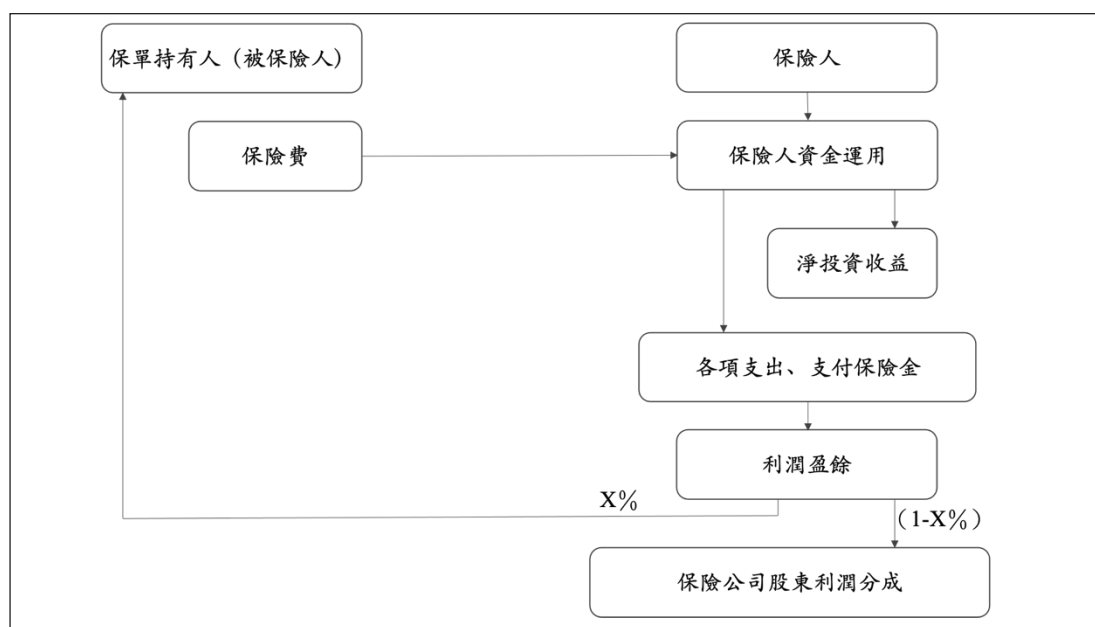 保單持有人（被保險人）
保險人
保險費
保險人資金運用
淨投資收益
各項支出、支付保險金
利潤盈餘
X%
（1-X%）
保險公司股東利潤分成